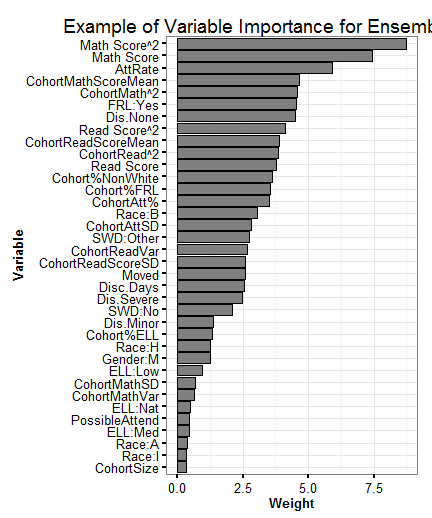 Example of Variable Importance for Ensemb
Math Score^2
Math Score
AttRate
CohortMathScoreMean
CohortMath^2
FRL:Yes
Dis.None
Read Score^2
CohortReadScoreMean
CohortRead^2
Read Score
Cohort%NonWhite
Cohort%FRL
CohortAtt%
Race:B
CohortAttSD
SWD:Other
CohortReadVar
CohortReadScoreSD
Moved
Disc.Days
Dis.Severe
SWD:No
Dis.Minor
Cohort%ELL
Race:H
Gender:M
ELL:Low
CohortMathSD
CohortMathVar
ELL:Nat
PossibleAttend
ELL:Med
Race:A
Race:I
CohortSize
Variable
0.0 2.5 5.0 7.5
Weight